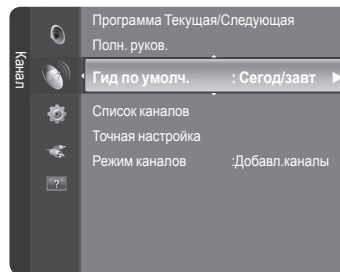 Канал
Программа Текущая/Следующая
Полн. руков.
Гид по умолч. : Сегод/завт
Список каналов
Точная настройка
Режим каналов :Добавл.каналы
?